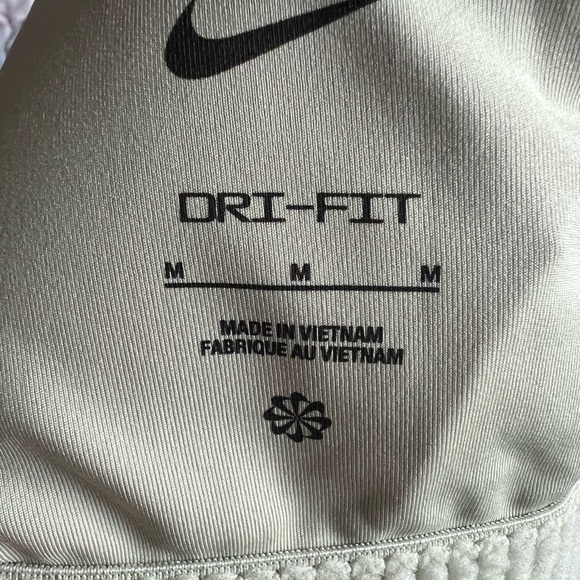 DRI-FIT
M M M
MADE IN VIETNAM
FABRIQUE AU VIETNAM